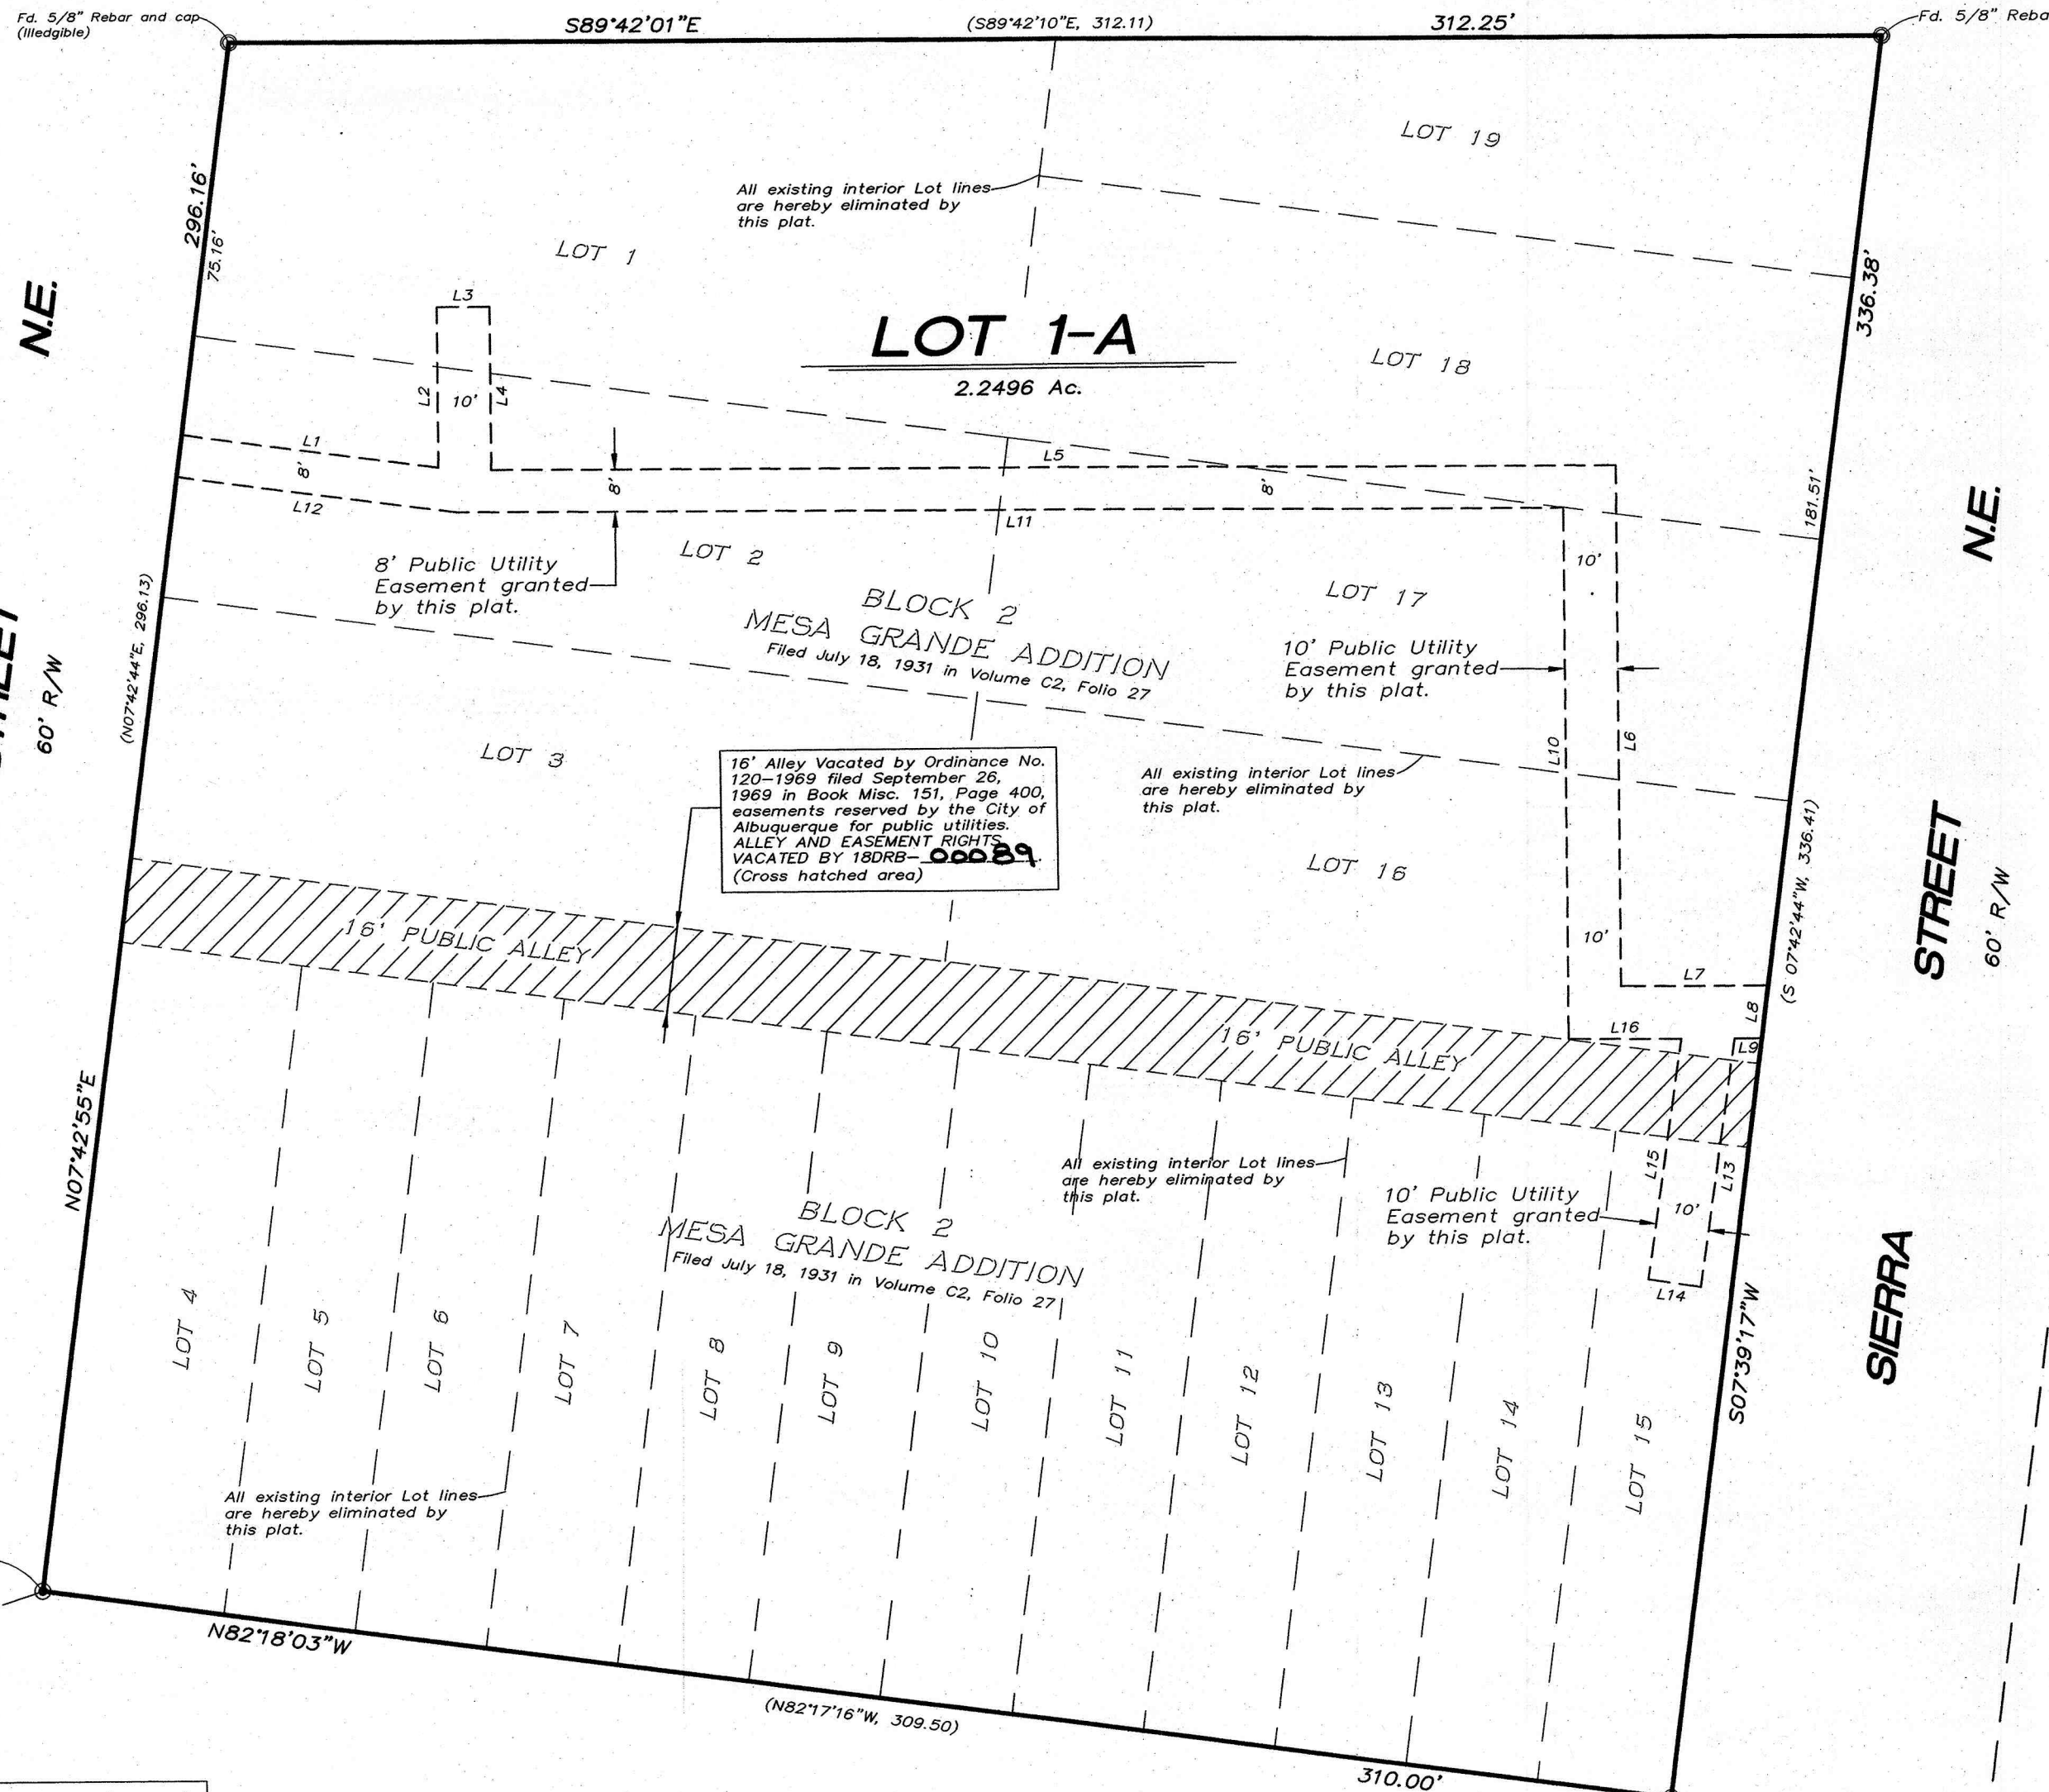 Fd. 5/8" Rebar and cap
(Illedgible)
S89°42'01"E
(S89°42'10"E, 312.11)
312.25'
Fd. 5/8"
LOT 19
296.16'
75.16'
All existing interior Lot lines
are hereby eliminated by
this plat.
LOT 1
336.38'
N.E.
L3
LOT 1-A
2.2496 Ac.
LOT 18
L2
10'
L4
L1
8'
L5
8'
8'
L12
L11
181.51'
N.E.
8' Public Utility
Easement granted
by this plat.
LOT 2
10'
BLOCK 2
MESA GRANDE ADDITION
Filed July 18, 1931 in Volume C2, Folio 27
LOT 17
10' Public Utility
Easement granted
by this plat.
(N07°42'44"E, 296.13)
60' R/W
LOT 3
L10
L6
16' Alley Vacated by Ordinance No.
120-1969 filed September 26,
1969 in Book Misc. 151, Page 400,
easements reserved by the City of
Albuquerque for public utilities.
ALLEY AND EASEMENT RIGHTS
VACATED BY 18DRB-00089.
(Cross hatched area)
All existing interior Lot lines
are hereby eliminated by
this plat.
LOT 16
(S 07°42'44"W, 336.41)
STREET
60' R/W
16' PUBLIC ALLEY
10'
L7
L8
L16
L9
16' PUBLIC ALLEY
N07°42'55"E
All existing interior Lot lines
are hereby eliminated by
this plat.
L15
L13
10' Public Utility
Easement granted
by this plat.
10'
L14
BLOCK 2
MESA GRANDE ADDITION
Filed July 18, 1931 in Volume C2, Folio 27
SIERRA
S07°39'17"W
LOT 4
LOT 5
LOT 6
LOT 7
LOT 8
LOT 9
LOT 10
LOT 11
LOT 12
LOT 13
LOT 14
LOT 15
All existing interior Lot lines
are hereby eliminated by
this plat.
N82°18'03"W
(N82°17'16"W, 309.50)
310.00'